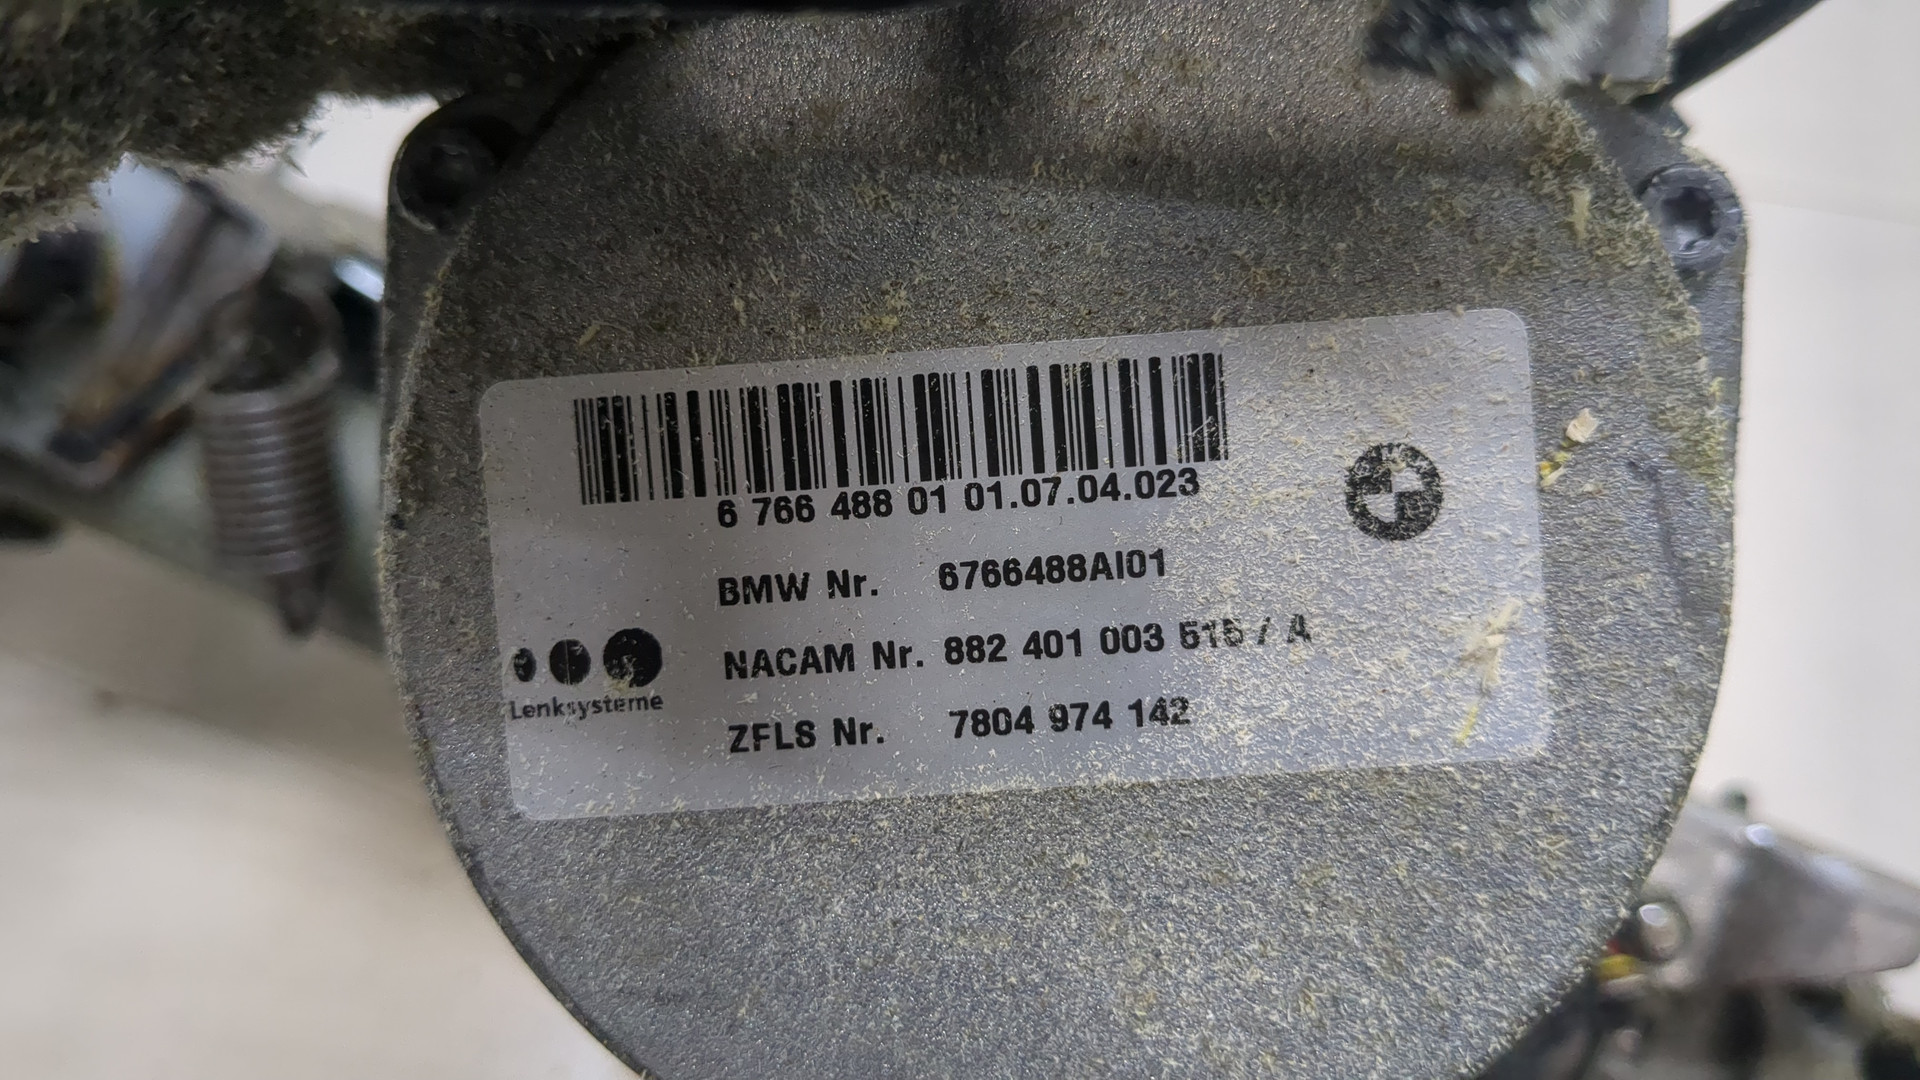 6 766 488 01 01.07.04.023
BMW Nr. 6766488AI01
NACAM Nr. 882 401 003 515 / A
Lenksysteme
ZFLS Nr. 7804 974 142